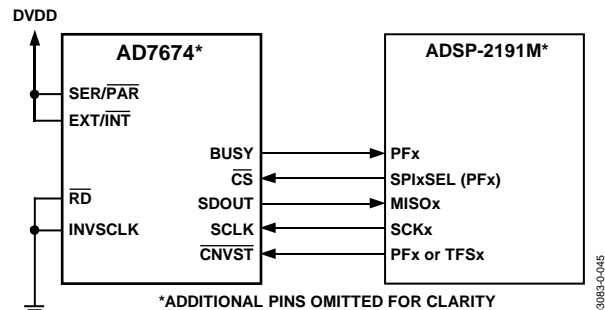 DVDD
AD7674*
ADSP-2191M*
SER/PAR
EXT/INT
BUSY
PFx
CS
SPIxSEL (PFx)
RD
SDOUT
MISOx
INVSCLK
SCLK
SCKx
CNVST
PFx or TFSx
*ADDITIONAL PINS OMITTED FOR CLARITY
03083-0-045